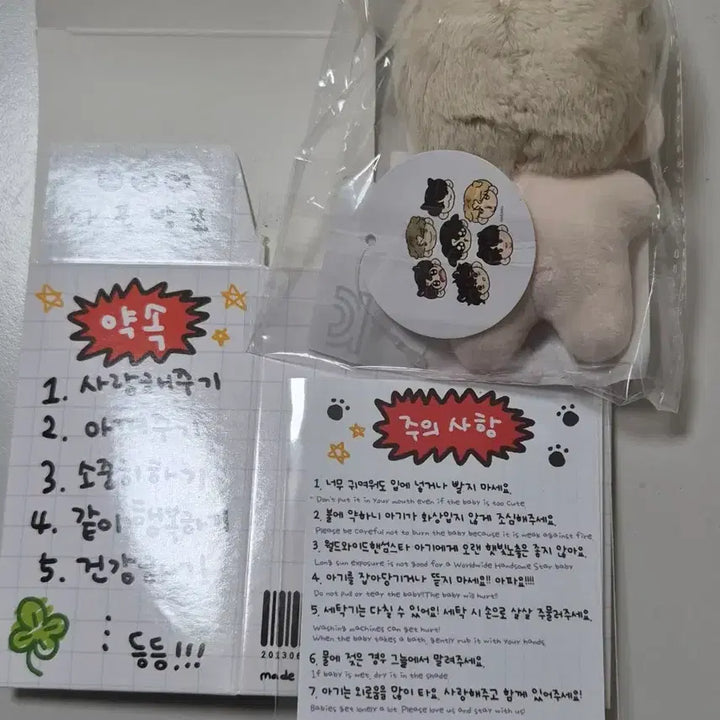 약속
1. 사랑해주기
2.
3. 소중히하기
4. 같이 행복하기
5. 건강
:
등등!!!
2013.06
made
주의 사항
1. 너무 귀여워도 입에 넣거나 빨지 마세요.
Don't put it in your mouth even if the baby is too cute
2. 불에 약하니 아기가 화상입지 않게 조심해주세요.
Please be careful not to burn the baby because it is weak against fire
3. 월드와이드핸섬스타 아기에게 오랜 햇빛노출은 좋지 않아요.
Long sun exposure is not good for a Worldwide Handsome Star baby
4. 아기를 잡아당기거나 뜯지 마세요!! 아파요!!!!
Do not pull or tear the baby!! The baby will hurt!!
5. 세탁기는 다칠 수 있어요! 세탁 시 손으로 살살 주물러주세요.
Washing machines can get hurt!
When the baby takes a bath, gently rub it with your hands
6. 물에 젖은 경우 그늘에서 말려주세요.
If baby is wet, dry it in the shade
7. 아기는 외로움을 많이 타요. 사랑해주고 함께 있어주세요!
Babies get lonely a lot. Please love us and stay with us!